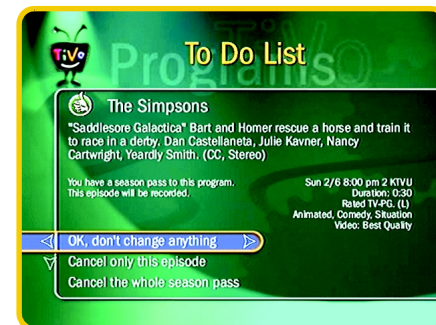 TiVo
To Do List
Programs
The Simpsons
"Saddlesore Galactica" Bart and Homer rescue a horse and train it
to race in a derby. Dan Castellaneta, Julie Kavner, Nancy
Cartwright, Yeardly Smith. (CC, Stereo)
You have a season pass to this program.
This episode will be recorded.
Sun 2/6 8:00 pm 2 KTVU
Duration: 0:30
Rated TV-PG. (L)
Animated, Comedy, Situation
Video: Best Quality
OK, don't change anything
Cancel only this episode
Cancel the whole season pass